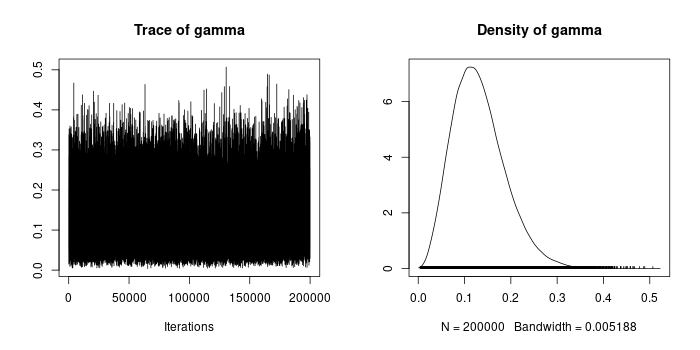 Trace of gamma
0.5
0.4
0.3
0.2
0.1
0.0
0 50000 100000 150000 200000
Iterations
Density of gamma
6
4
2
0
0.0 0.1 0.2 0.3 0.4 0.5
N = 200000 Bandwidth = 0.005188